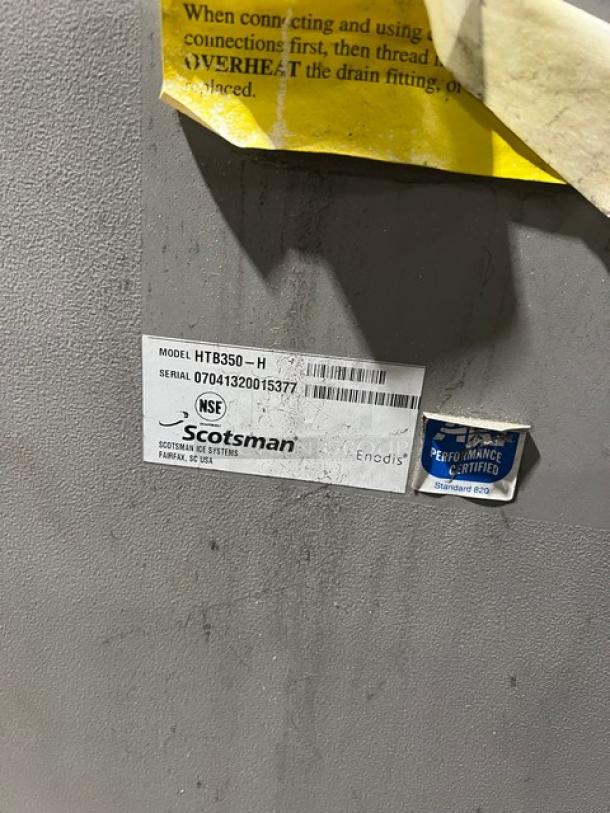 When connecting and using
connections first, then thread
OVERHEAT the drain fitting, or
replaced.
MODEL HTB350-H
SERIAL 07041320015377
NSF
Scotsman®
SCOTSMAN ICE SYSTEMS
FAIRFAX, SC USA
Enodis®
PERFORMANCE
CERTIFIED
Standard 820